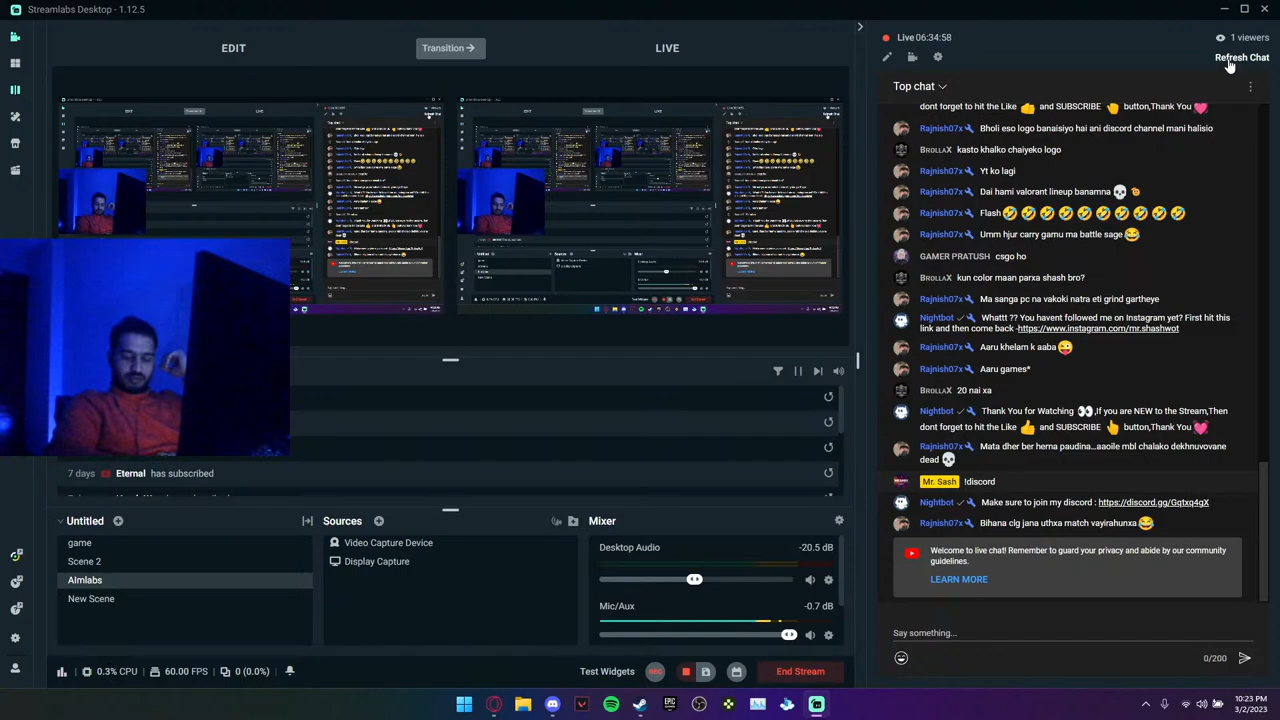 Streamlabs Desktop - 1.12.5
EDIT
Transition
LIVE
Live 06:34:58
1 viewers
Refresh Chat
Top chat
dont forget to hit the Like 👍 and SUBSCRIBE 👆 button,Thank You 💓
Rajnish07x Bholi eso logo banaisiyo hai ani discord channel mani halisio
BROLLAX kasto khalko chaiyeko logo
Rajnish07x Yt ko lagi
Rajnish07x Dai hami valorant lineup banauma 💀
Rajnish07x Flash🤣🤣🤣🤣🤣🤣🤣🤣🤣
Rajnish07x Umm hjur carry garnu ma battle sage😂
GAMER PRATUSH csgo ho
BROLLAX kun color maan parxa shash bro?
Rajnish07x Ma sanga pc na vakoki natra eti grind gartheye
Nightbot Whatt ?? You havent followed me on Instagram yet? First hit this
link and then come back -https://www.instagram.com/mr.shashwot
Rajnish07x Aaru khelam k aaba😜
Rajnish07x Aaru games*
BROLLAX 20 nai xa
Nightbot Thank You for Watching 👀,If you are NEW to the Stream,Then
dont forget to hit the Like 👍 and SUBSCRIBE 👆 button,Thank You 💓
Rajnish07x Mata dher ber herna paudina...aaoile mbl chalako dekhnuvovane
dead 💀
Mr. Sash !discord
Nightbot Make sure to join my discord : https://discord.gg/Gqtxq4gX
Rajnish07x Bihana clg jana uthxa match vayirahunxa😂
Welcome to live chat! Remember to guard your privacy and abide by our community
guidelines.
LEARN MORE
Say something...
0/200
7 days Eternal has subscribed
Untitled
game
Scene 2
AImlabs
New Scene
Sources
Video Capture Device
Display Capture
Mixer
Desktop Audio -20.5 dB
Mic/Aux -0.7 dB
0.3% CPU 60.00 FPS 0 (0.0%)
Test Widgets REC End Stream
10:23 PM
3/2/2023